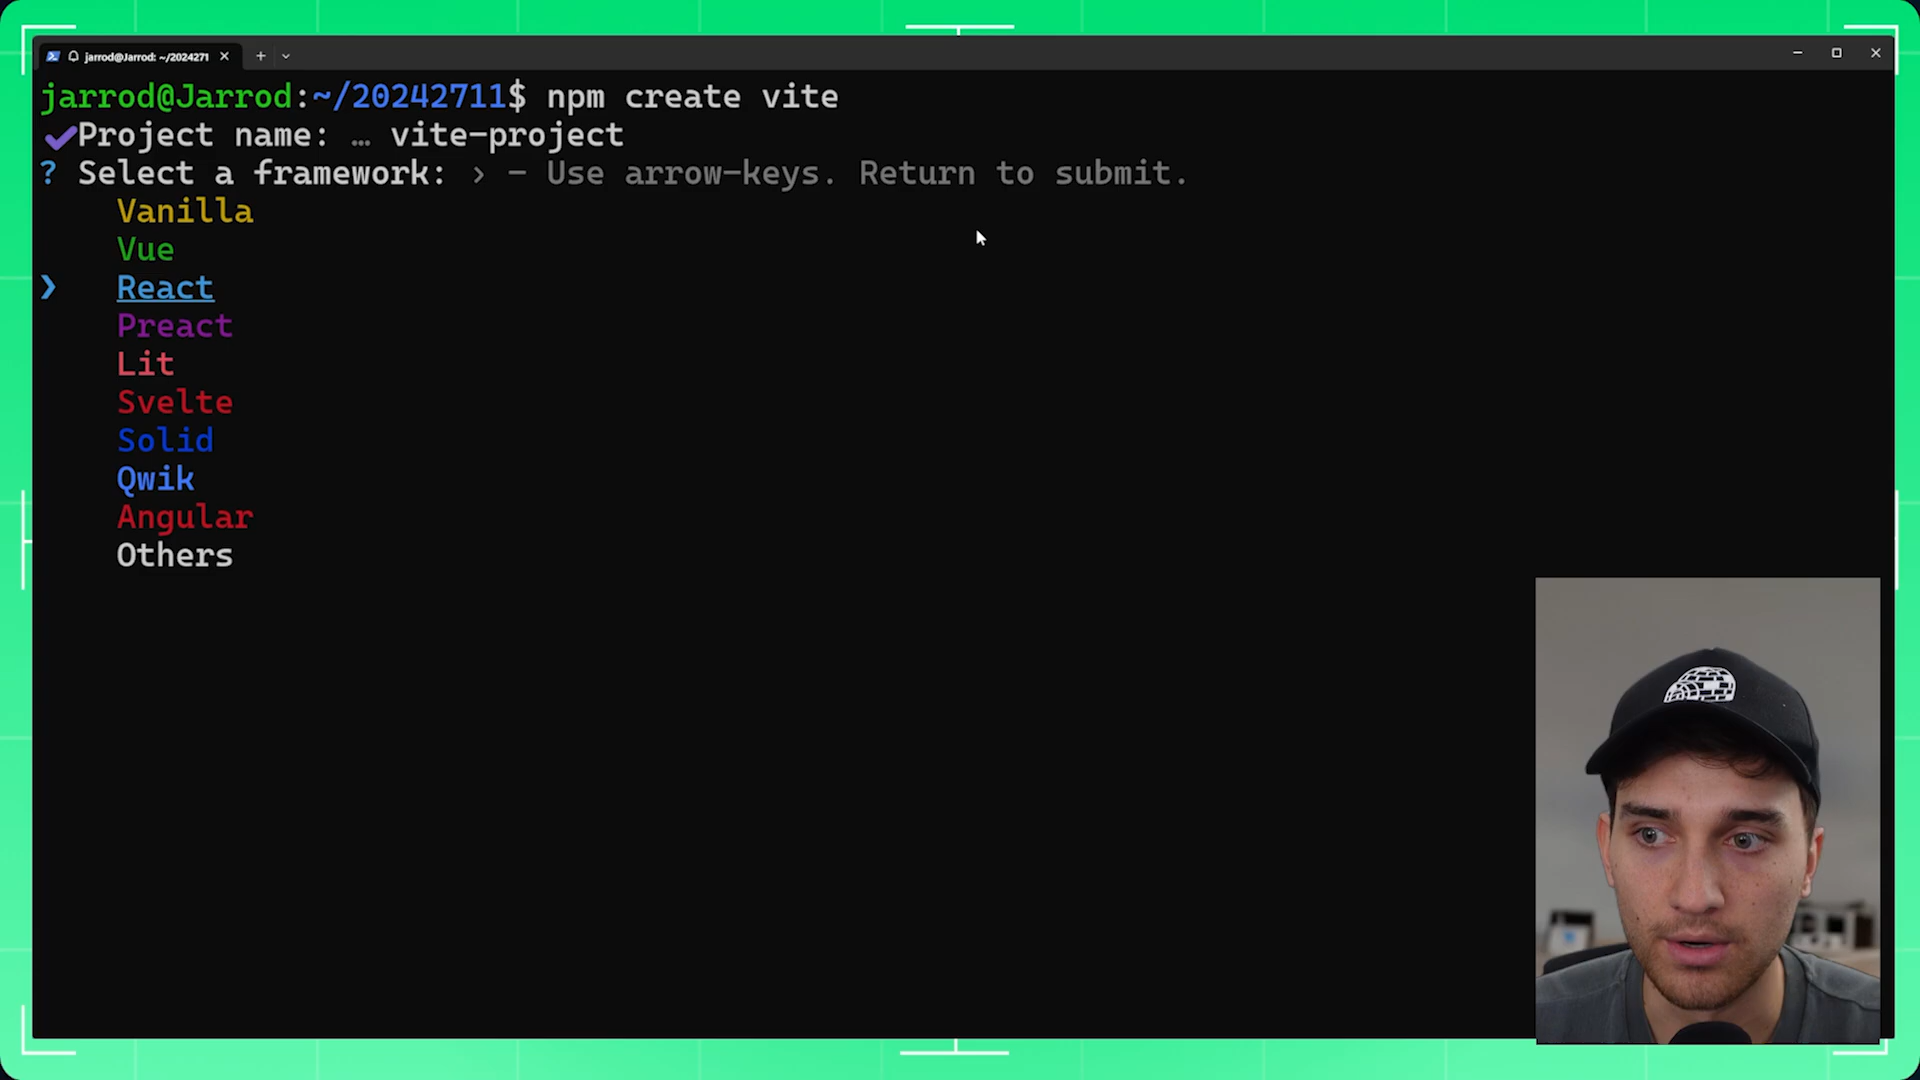 jarrod@Jarrod: ~/2024271
jarrod@Jarrod:~/20242711$ npm create vite
✔Project name: … vite-project
? Select a framework: › - Use arrow-keys. Return to submit.
Vanilla
Vue
❯ React
Preact
Lit
Svelte
Solid
Qwik
Angular
Others